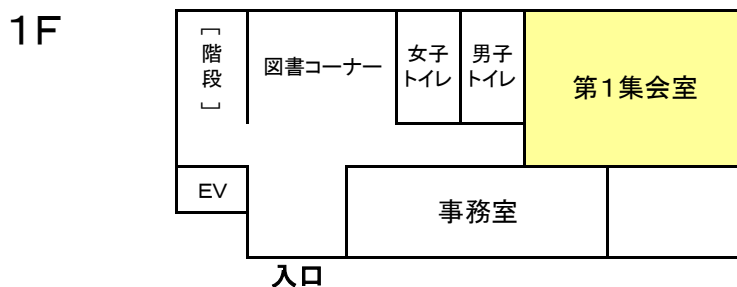 1F
［階段］
図書コーナー
女子
トイレ
男子
トイレ
第1集会室
EV
事務室
入口